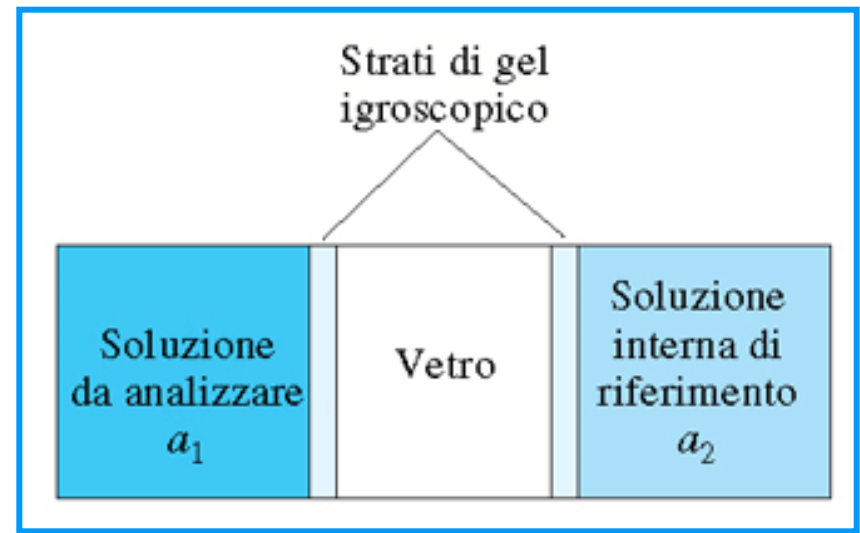 Strati di gel
igroscopico
Soluzione
da analizzare
a₁
Vetro
Soluzione
interna di
riferimento
a₂